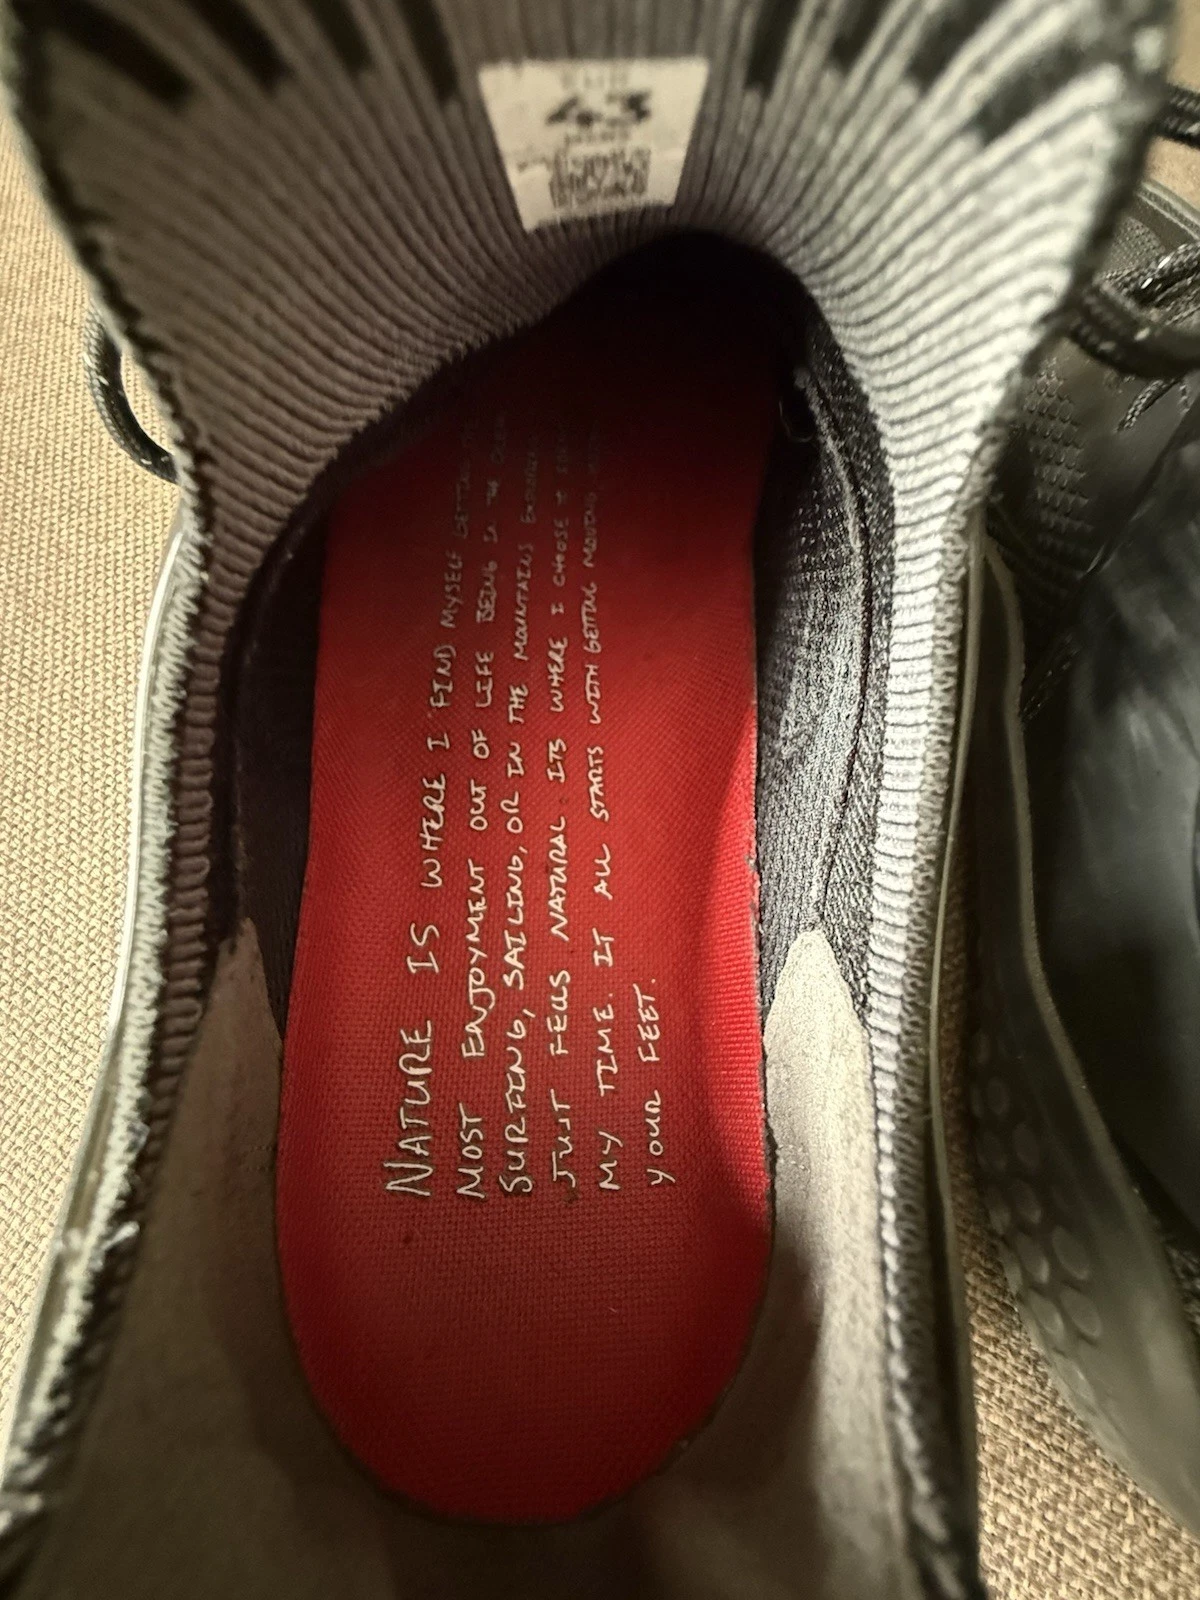 43
NATURE IS WHERE I FIND MYSELF
MOST ENJOYMENT OUT OF LIFE BEING IN THE
SURFING, SAILING, OR IN THE MOUNTAINS
JUST FEELS NATURAL. ITS WHERE I CHOOSE
MY TIME. IT ALL STARTS WITH GETTING MOVING
YOUR FEET.